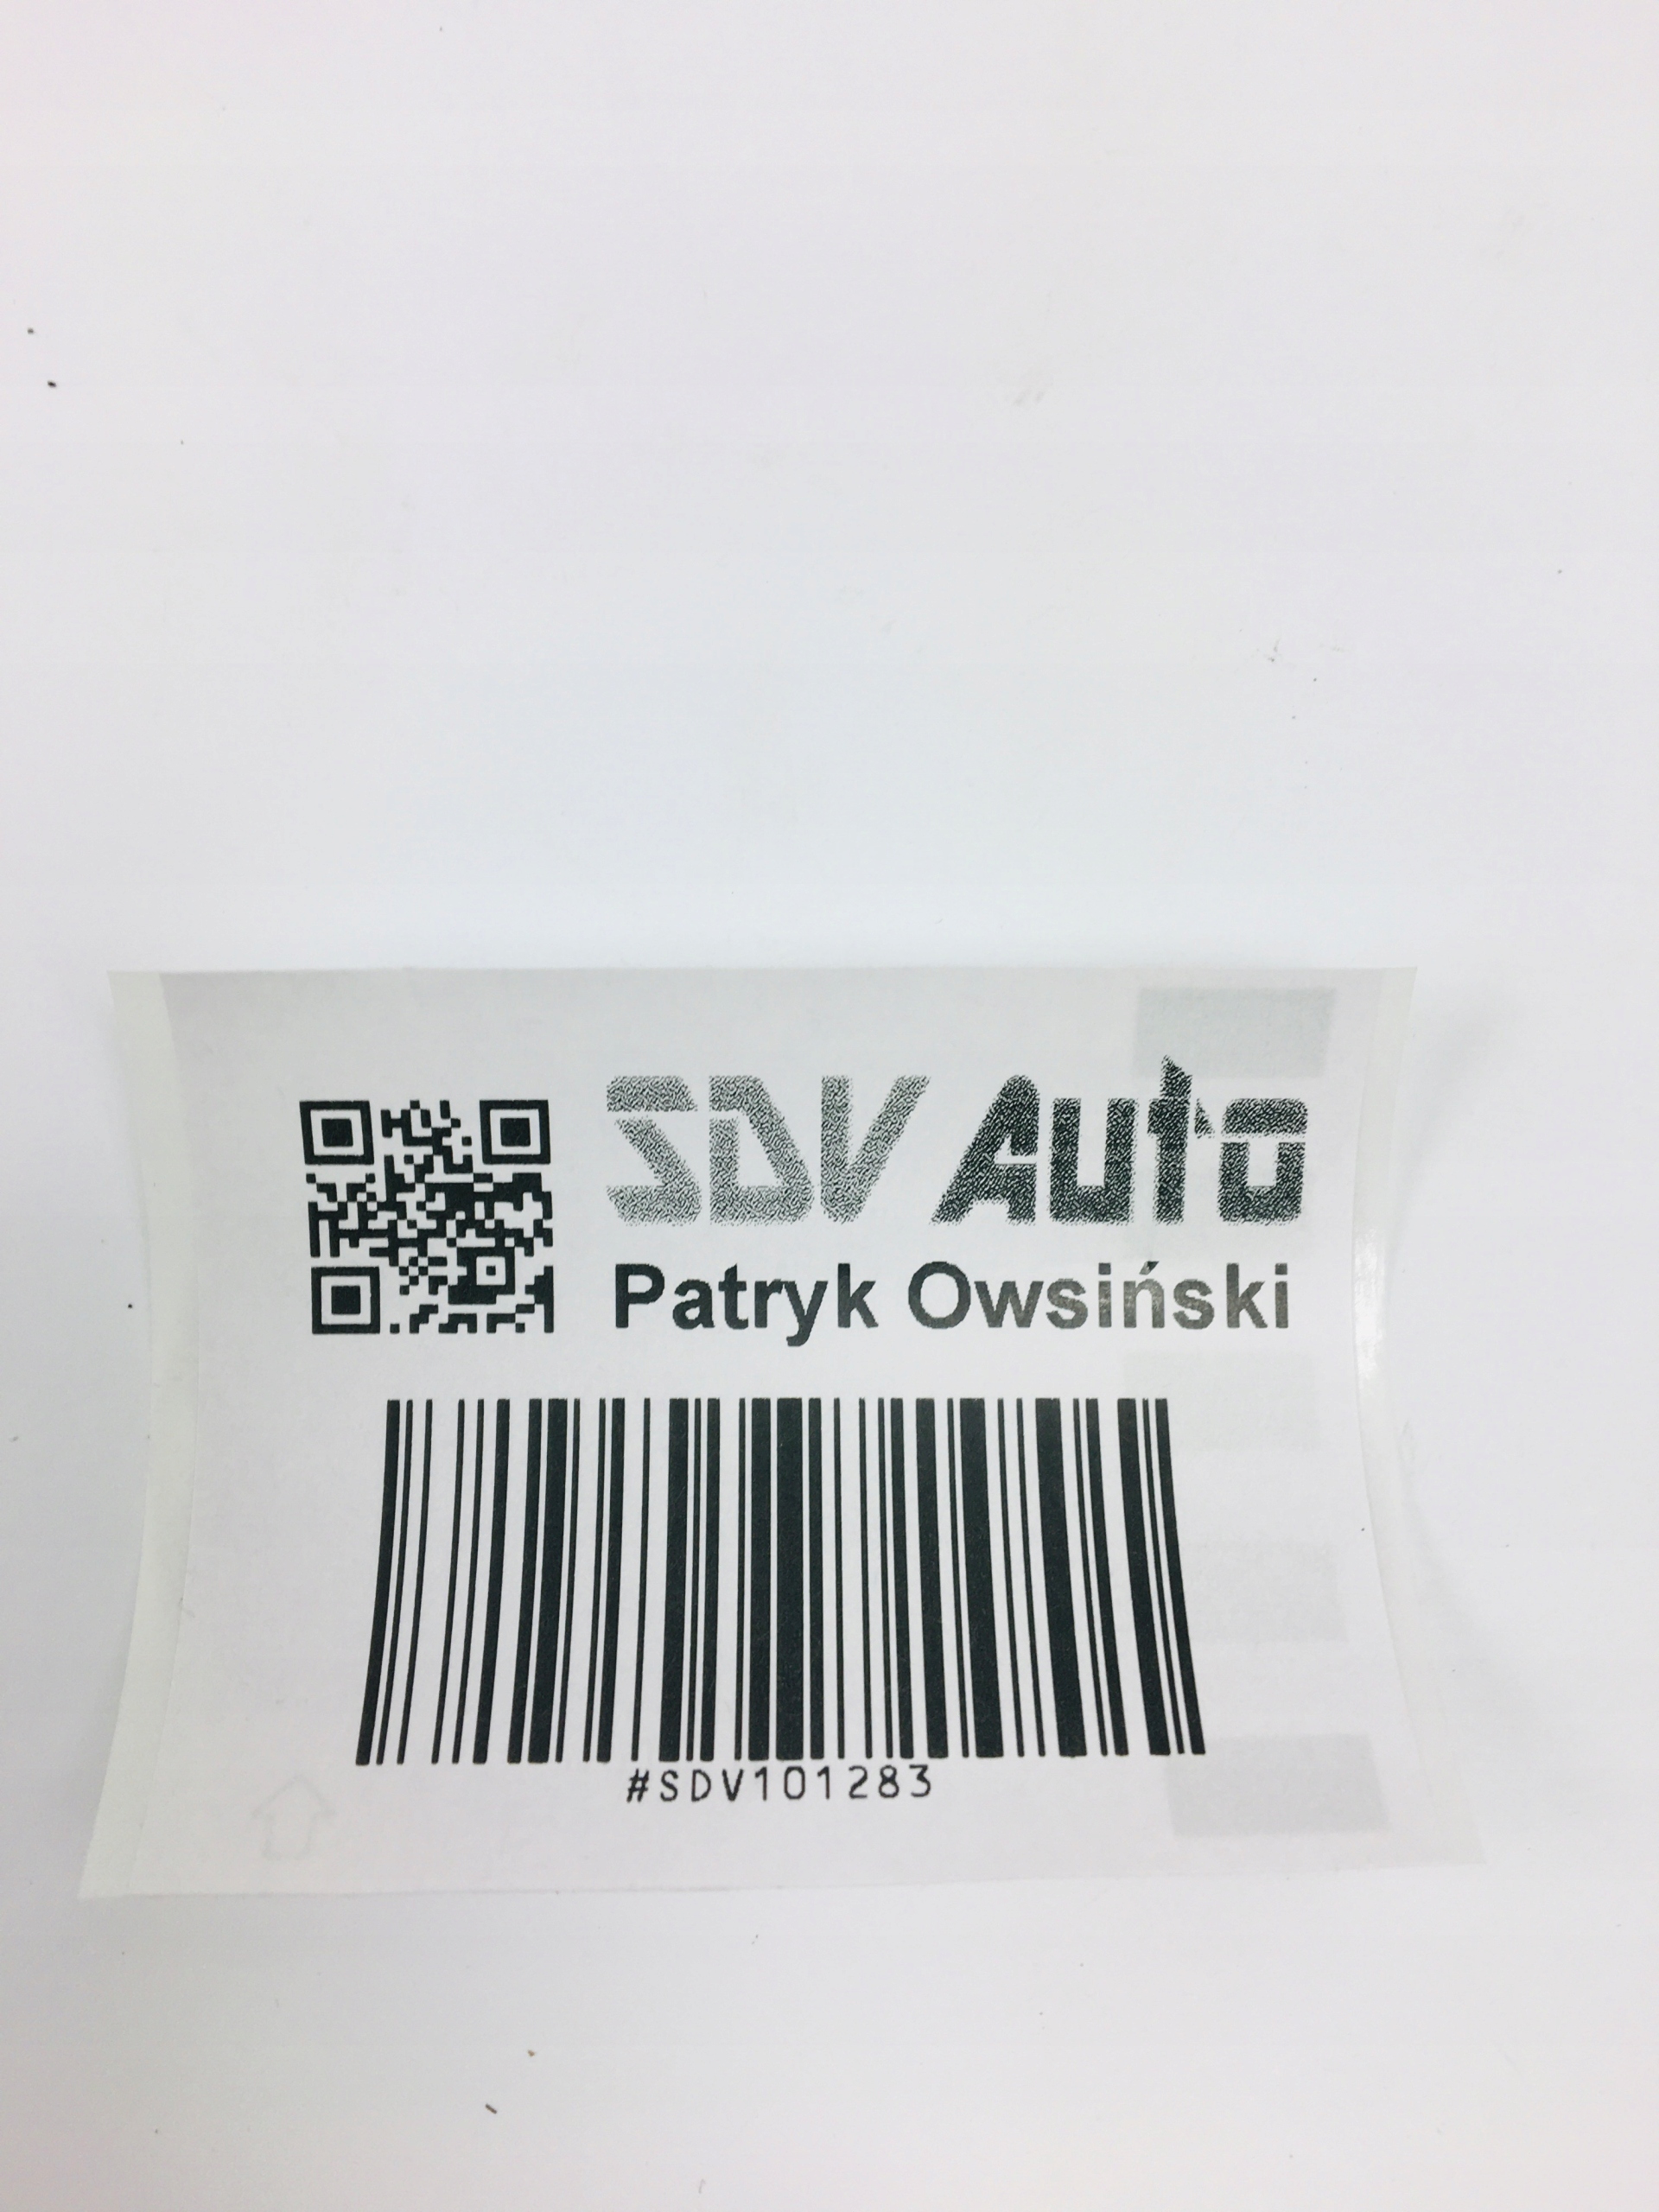 SDV Auto
Patryk Owsiński
#SDV101283